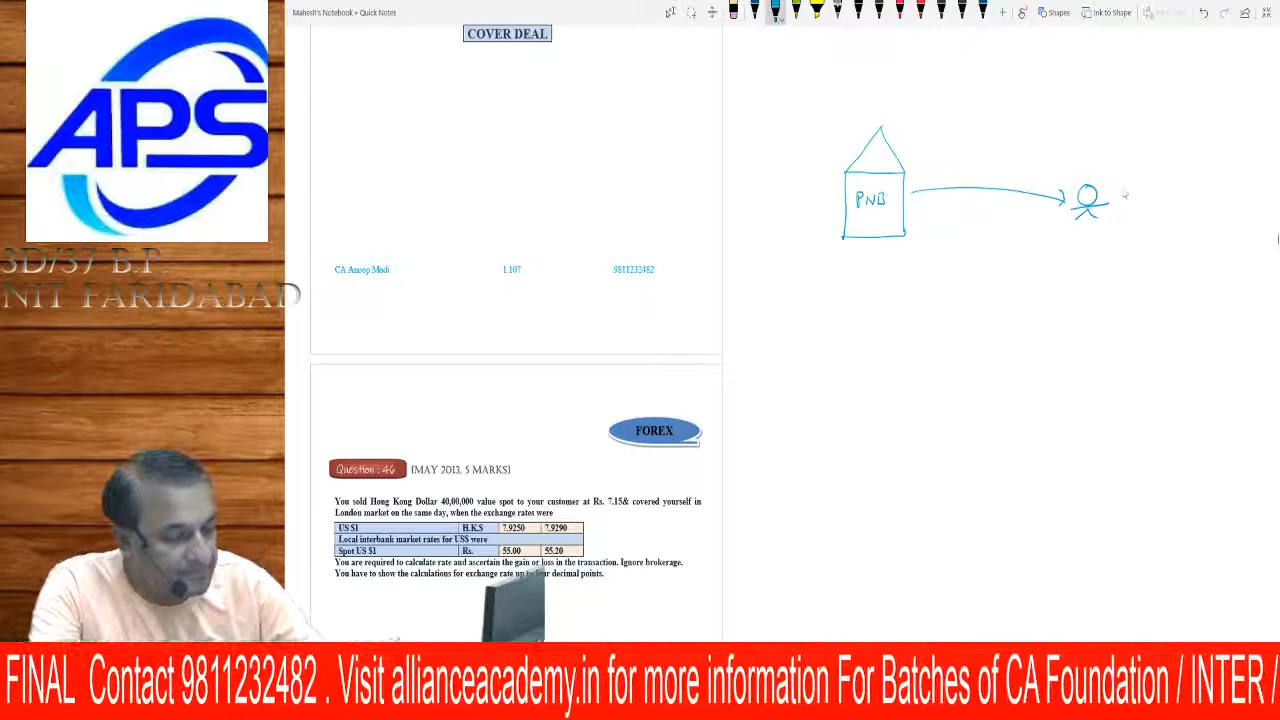 Mahesh's Notebook » Quick Notes
Shapes
Ink to Shape
COVER DEAL
APS
PNB
3D/37 B.P.
NIT FARIDABAD
CA Anoop Modi 1.107 9811232482
FOREX
Question : 46 [MAY 2013, 5 MARKS]
You sold Hong Kong Dollar 40,00,000 value spot to your customer at Rs. 7.15& covered yourself in
London market on the same day, when the exchange rates were
US $1 H.K.$ 7.9250 7.9290
Local interbank market rates for US$ were
Spot US $1 Rs. 55.00 55.20
You are required to calculate rate and ascertain the gain or loss in the transaction. Ignore brokerage.
You have to show the calculations for exchange rate up to four decimal points.
FINAL Contact 9811232482 . Visit allianceacademy.in for more information For Batches of CA Foundation / INTER /